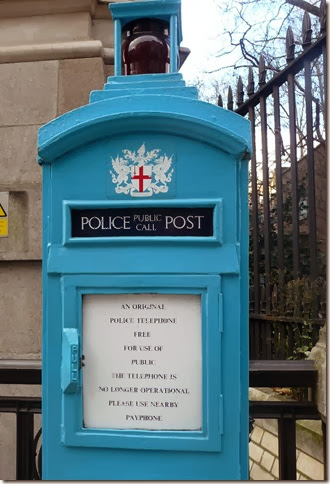 POLICE PUBLIC CALL POST
AN ORIGINAL
POLICE TELEPHONE
FREE
FOR USE OF
PUBLIC
THE TELEPHONE IS
NO LONGER OPERATIONAL
PLEASE USE NEARBY
PAYPHONE